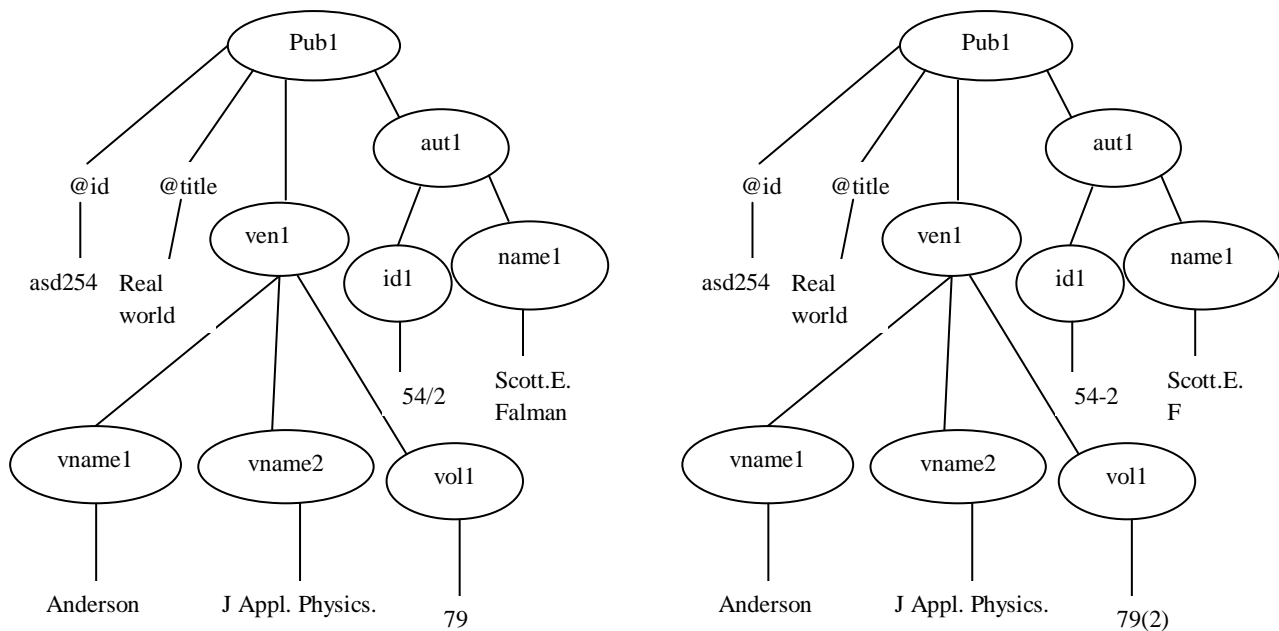 Pub1
aut1
@id
@title
ven1
name1
id1
asd254
Real
world
54/2
Scott.E.
Falman
vname1
vname2
vol1
Anderson
J Appl. Physics.
79
Pub1
aut1
@id
@title
ven1
name1
id1
asd254
Real
world
54-2
Scott.E.
F
vname1
vname2
vol1
Anderson
J Appl. Physics.
79(2)